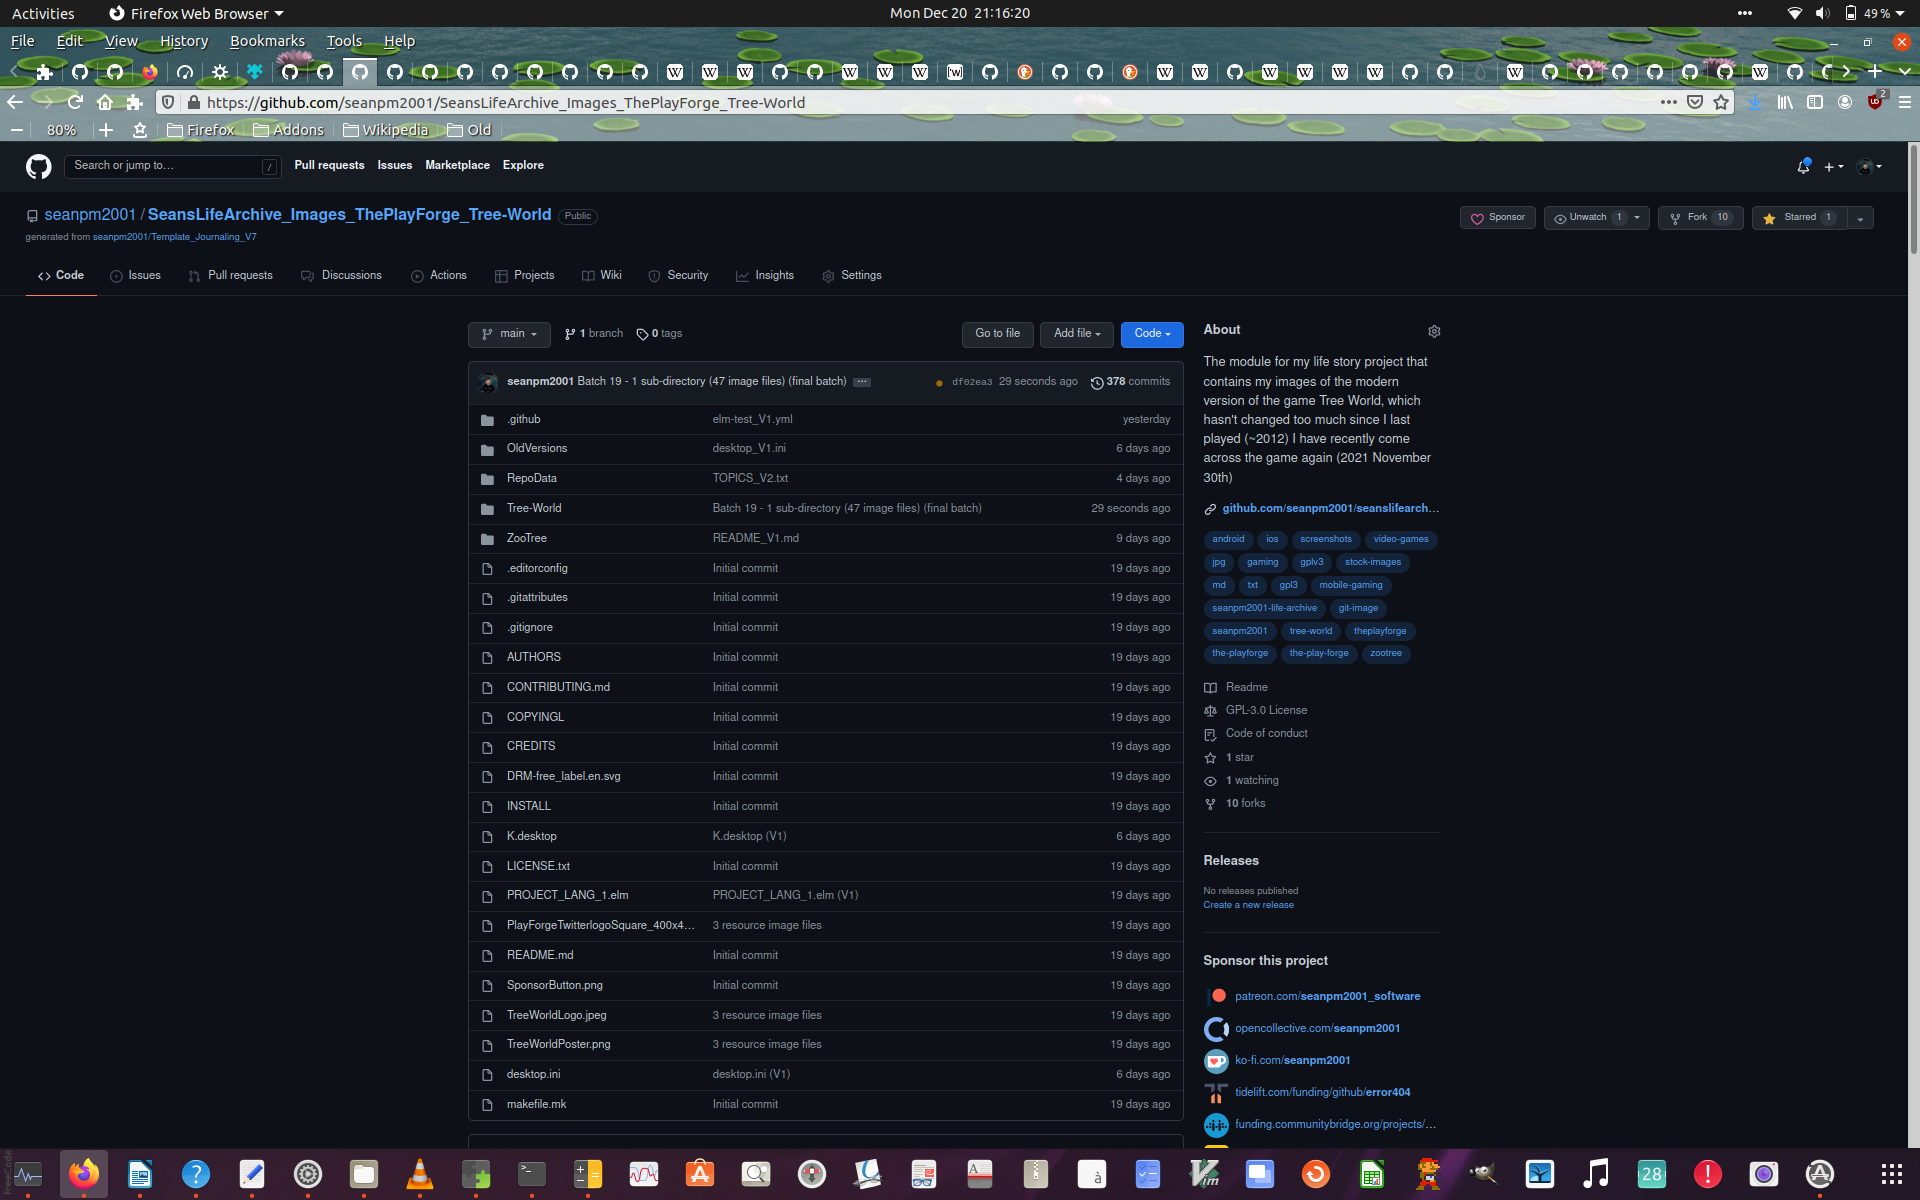 Activities Firefox Web Browser Mon Dec 20 21:16:20 49 %
File Edit View History Bookmarks Tools Help
https://github.com/seanpm2001/SeansLifeArchive_Images_ThePlayForge_Tree-World 2
80% Firefox Addons Wikipedia Old
Search or jump to... / Pull requests Issues Marketplace Explore
seanpm2001 / SeansLifeArchive_Images_ThePlayForge_Tree-World Public
Sponsor Unwatch 1 Fork 10 Starred 1
generated from seanpm2001/Template_Journaling_V7
Code Issues Pull requests Discussions Actions Projects Wiki Security Insights Settings
main 1 branch 0 tags Go to file Add file Code
seanpm2001 Batch 19 - 1 sub-directory (47 image files) (final batch) df02ea3 29 seconds ago 378 commits
.github elm-test_V1.yml yesterday
OldVersions desktop_V1.ini 6 days ago
RepoData TOPICS_V2.txt 4 days ago
Tree-World Batch 19 - 1 sub-directory (47 image files) (final batch) 29 seconds ago
ZooTree README_V1.md 9 days ago
.editorconfig Initial commit 19 days ago
.gitattributes Initial commit 19 days ago
.gitignore Initial commit 19 days ago
AUTHORS Initial commit 19 days ago
CONTRIBUTING.md Initial commit 19 days ago
COPYINGL Initial commit 19 days ago
CREDITS Initial commit 19 days ago
DRM-free_label.en.svg Initial commit 19 days ago
INSTALL Initial commit 19 days ago
K.desktop K.desktop (V1) 6 days ago
LICENSE.txt Initial commit 19 days ago
PROJECT_LANG_1.elm PROJECT_LANG_1.elm (V1) 19 days ago
PlayForgeTwitterlogoSquare_400x4... 3 resource image files 19 days ago
README.md Initial commit 19 days ago
SponsorButton.png Initial commit 19 days ago
TreeWorldLogo.jpeg 3 resource image files 19 days ago
TreeWorldPoster.png 3 resource image files 19 days ago
desktop.ini desktop.ini (V1) 6 days ago
makefile.mk Initial commit 19 days ago
About
The module for my life story project that
contains my images of the modern
version of the game Tree World, which
hasn't changed too much since I last
played (~2012) I have recently come
across the game again (2021 November
30th)
github.com/seanpm2001/seanslifearch...
android ios screenshots video-games
jpg gaming gplv3 stock-images
md txt gpl3 mobile-gaming
seanpm2001-life-archive git-image
seanpm2001 tree-world theplayforge
the-playforge the-play-forge zootree
Readme
GPL-3.0 License
Code of conduct
1 star
1 watching
10 forks
Releases
No releases published
Create a new release
Sponsor this project
patreon.com/seanpm2001_software
opencollective.com/seanpm2001
ko-fi.com/seanpm2001
tidelift.com/funding/github/error404
funding.communitybridge.org/projects/...
28